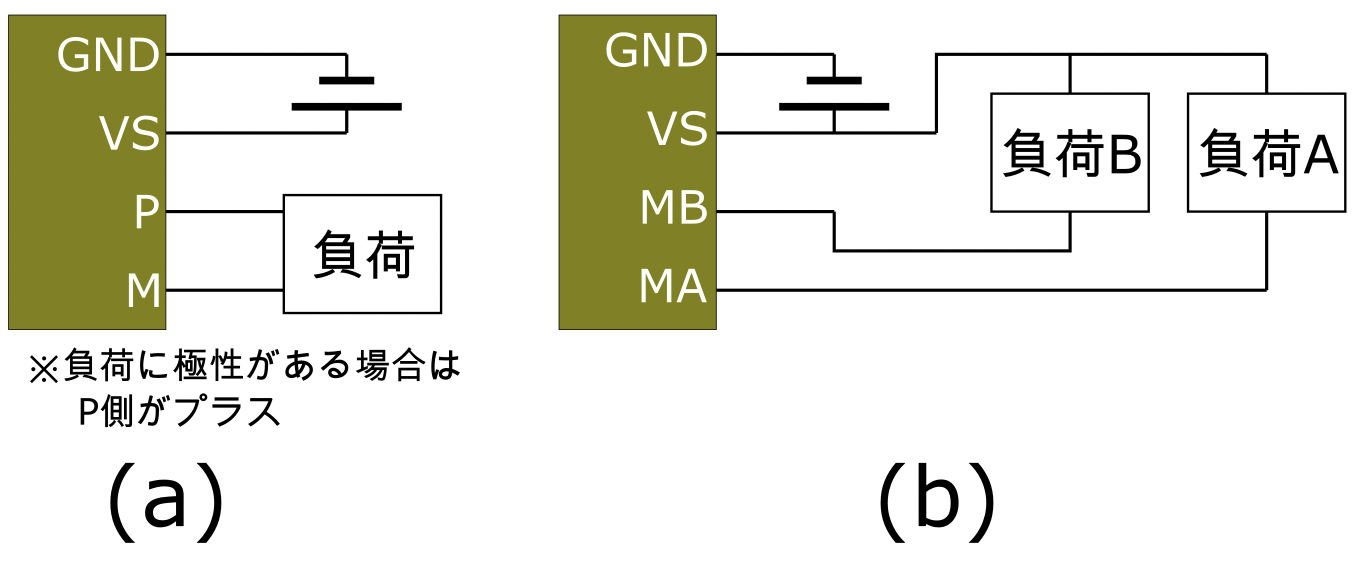 GND
VS
P
M
負荷
※負荷に極性がある場合は
P側がプラス
(a)
GND
VS
MB
MA
負荷B
負荷A
(b)